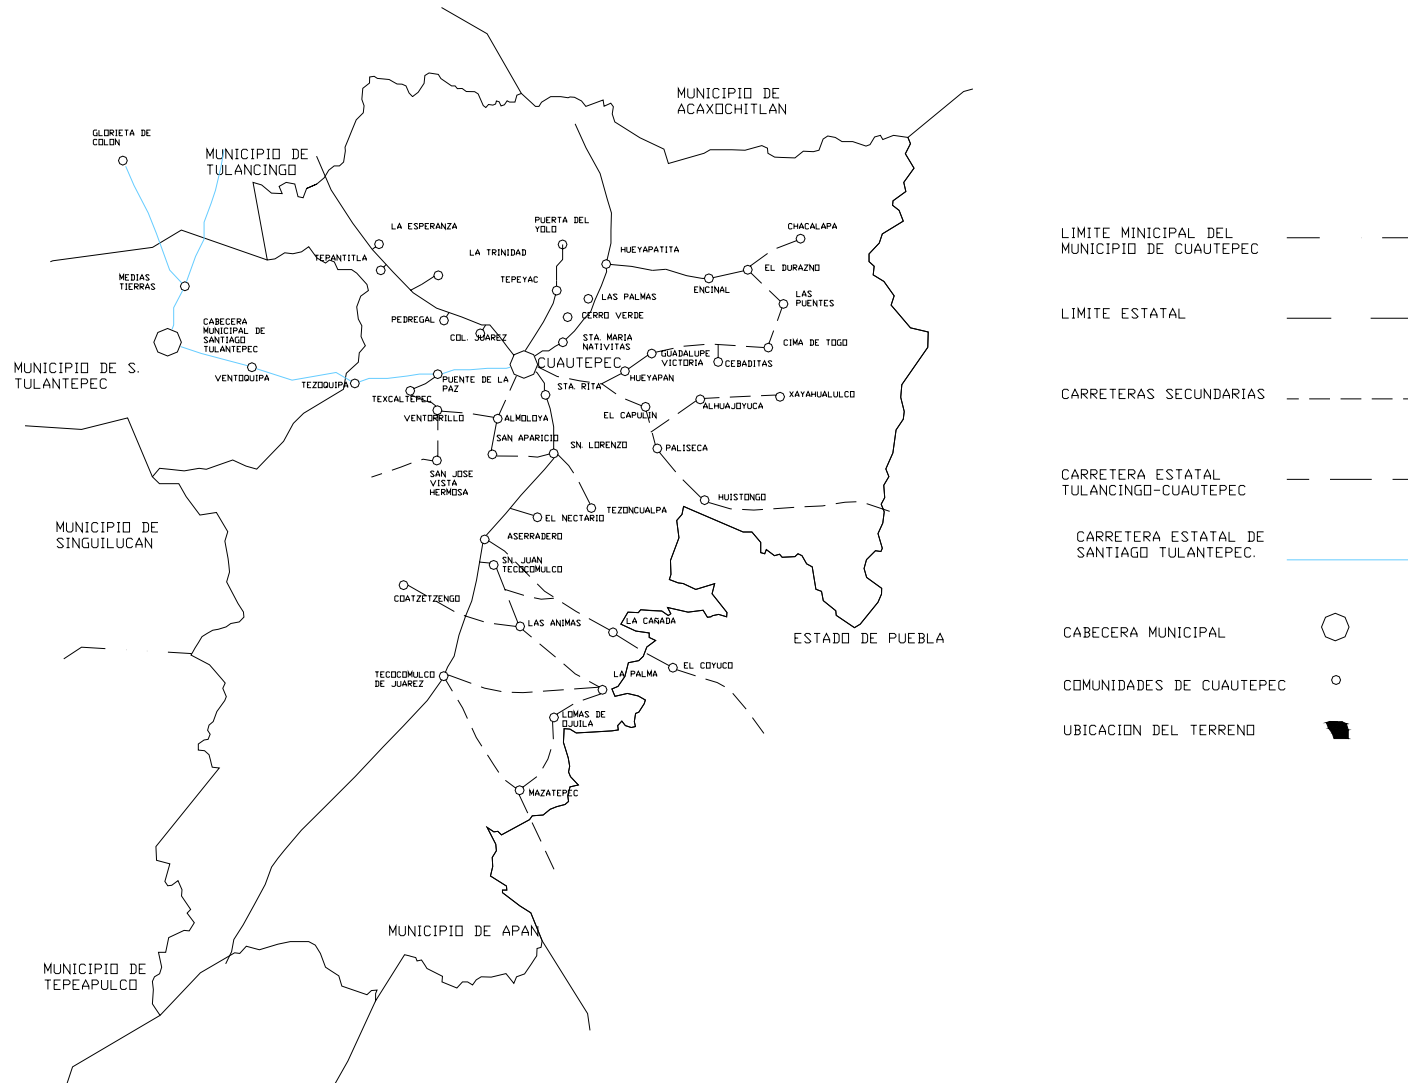 MUNICIPIO DE
ACAXOCHITLAN
GLORIETA DE
COLON
MUNICIPIO DE
TULANCINGO
LA ESPERANZA
PUERTA DEL
YOLO
CHACALAPA
TEPANTITLA
LA TRINIDAD
HUEYAPATITA
EL DURAZNO
MEDIAS
TIERRAS
TEPEYAC
ENCINAL
LAS PALMAS
LAS
PUENTES
PEDREGAL
CERRO VERDE
CABECERA
MUNICIPAL DE
SANTIAGO
TULANTEPEC
COL. JUAREZ
STA. MARIA
NATIVITAS
CIMA DE TOGO
MUNICIPIO DE S.
TULANTEPEC
CUAUTEPEC
GUADALUPE
VICTORIA
CEBADITAS
VENTOQUIPA
TEZOQUIPA
PUENTE DE LA
PAZ
STA. RITA
HUEYAPAN
TEXCALTEPEC
XAYAHUALULCO
ALHUAJOYUCA
VENTORRILLO
ALMOLOYA
EL CAPULIN
SAN APARICIO
SN. LORENZO
PALISECA
SAN JOSE
VISTA
HERMOSA
HUISTONGO
TEZONCUALPA
EL NECTARIO
MUNICIPIO DE
SINGUILUCAN
ASERRADERO
SN. JUAN
TECOCOMULCO
COATZETZENGO
LAS ANIMAS
LA CAÑADA
ESTADO DE PUEBLA
TECOCOMULCO
DE JUAREZ
EL COYUCO
LA PALMA
LOMAS DE
OJUILA
MAZATEPEC
MUNICIPIO DE APAN
MUNICIPIO DE
TEPEAPULCO
LIMITE MINICIPAL DEL
MUNICIPIO DE CUAUTEPEC
LIMITE ESTATAL
CARRETERAS SECUNDARIAS
CARRETERA ESTATAL
TULANCINGO-CUAUTEPEC
CARRETERA ESTATAL DE
SANTIAGO TULANTEPEC.
CABECERA MUNICIPAL
COMUNIDADES DE CUAUTEPEC
UBICACION DEL TERRENO